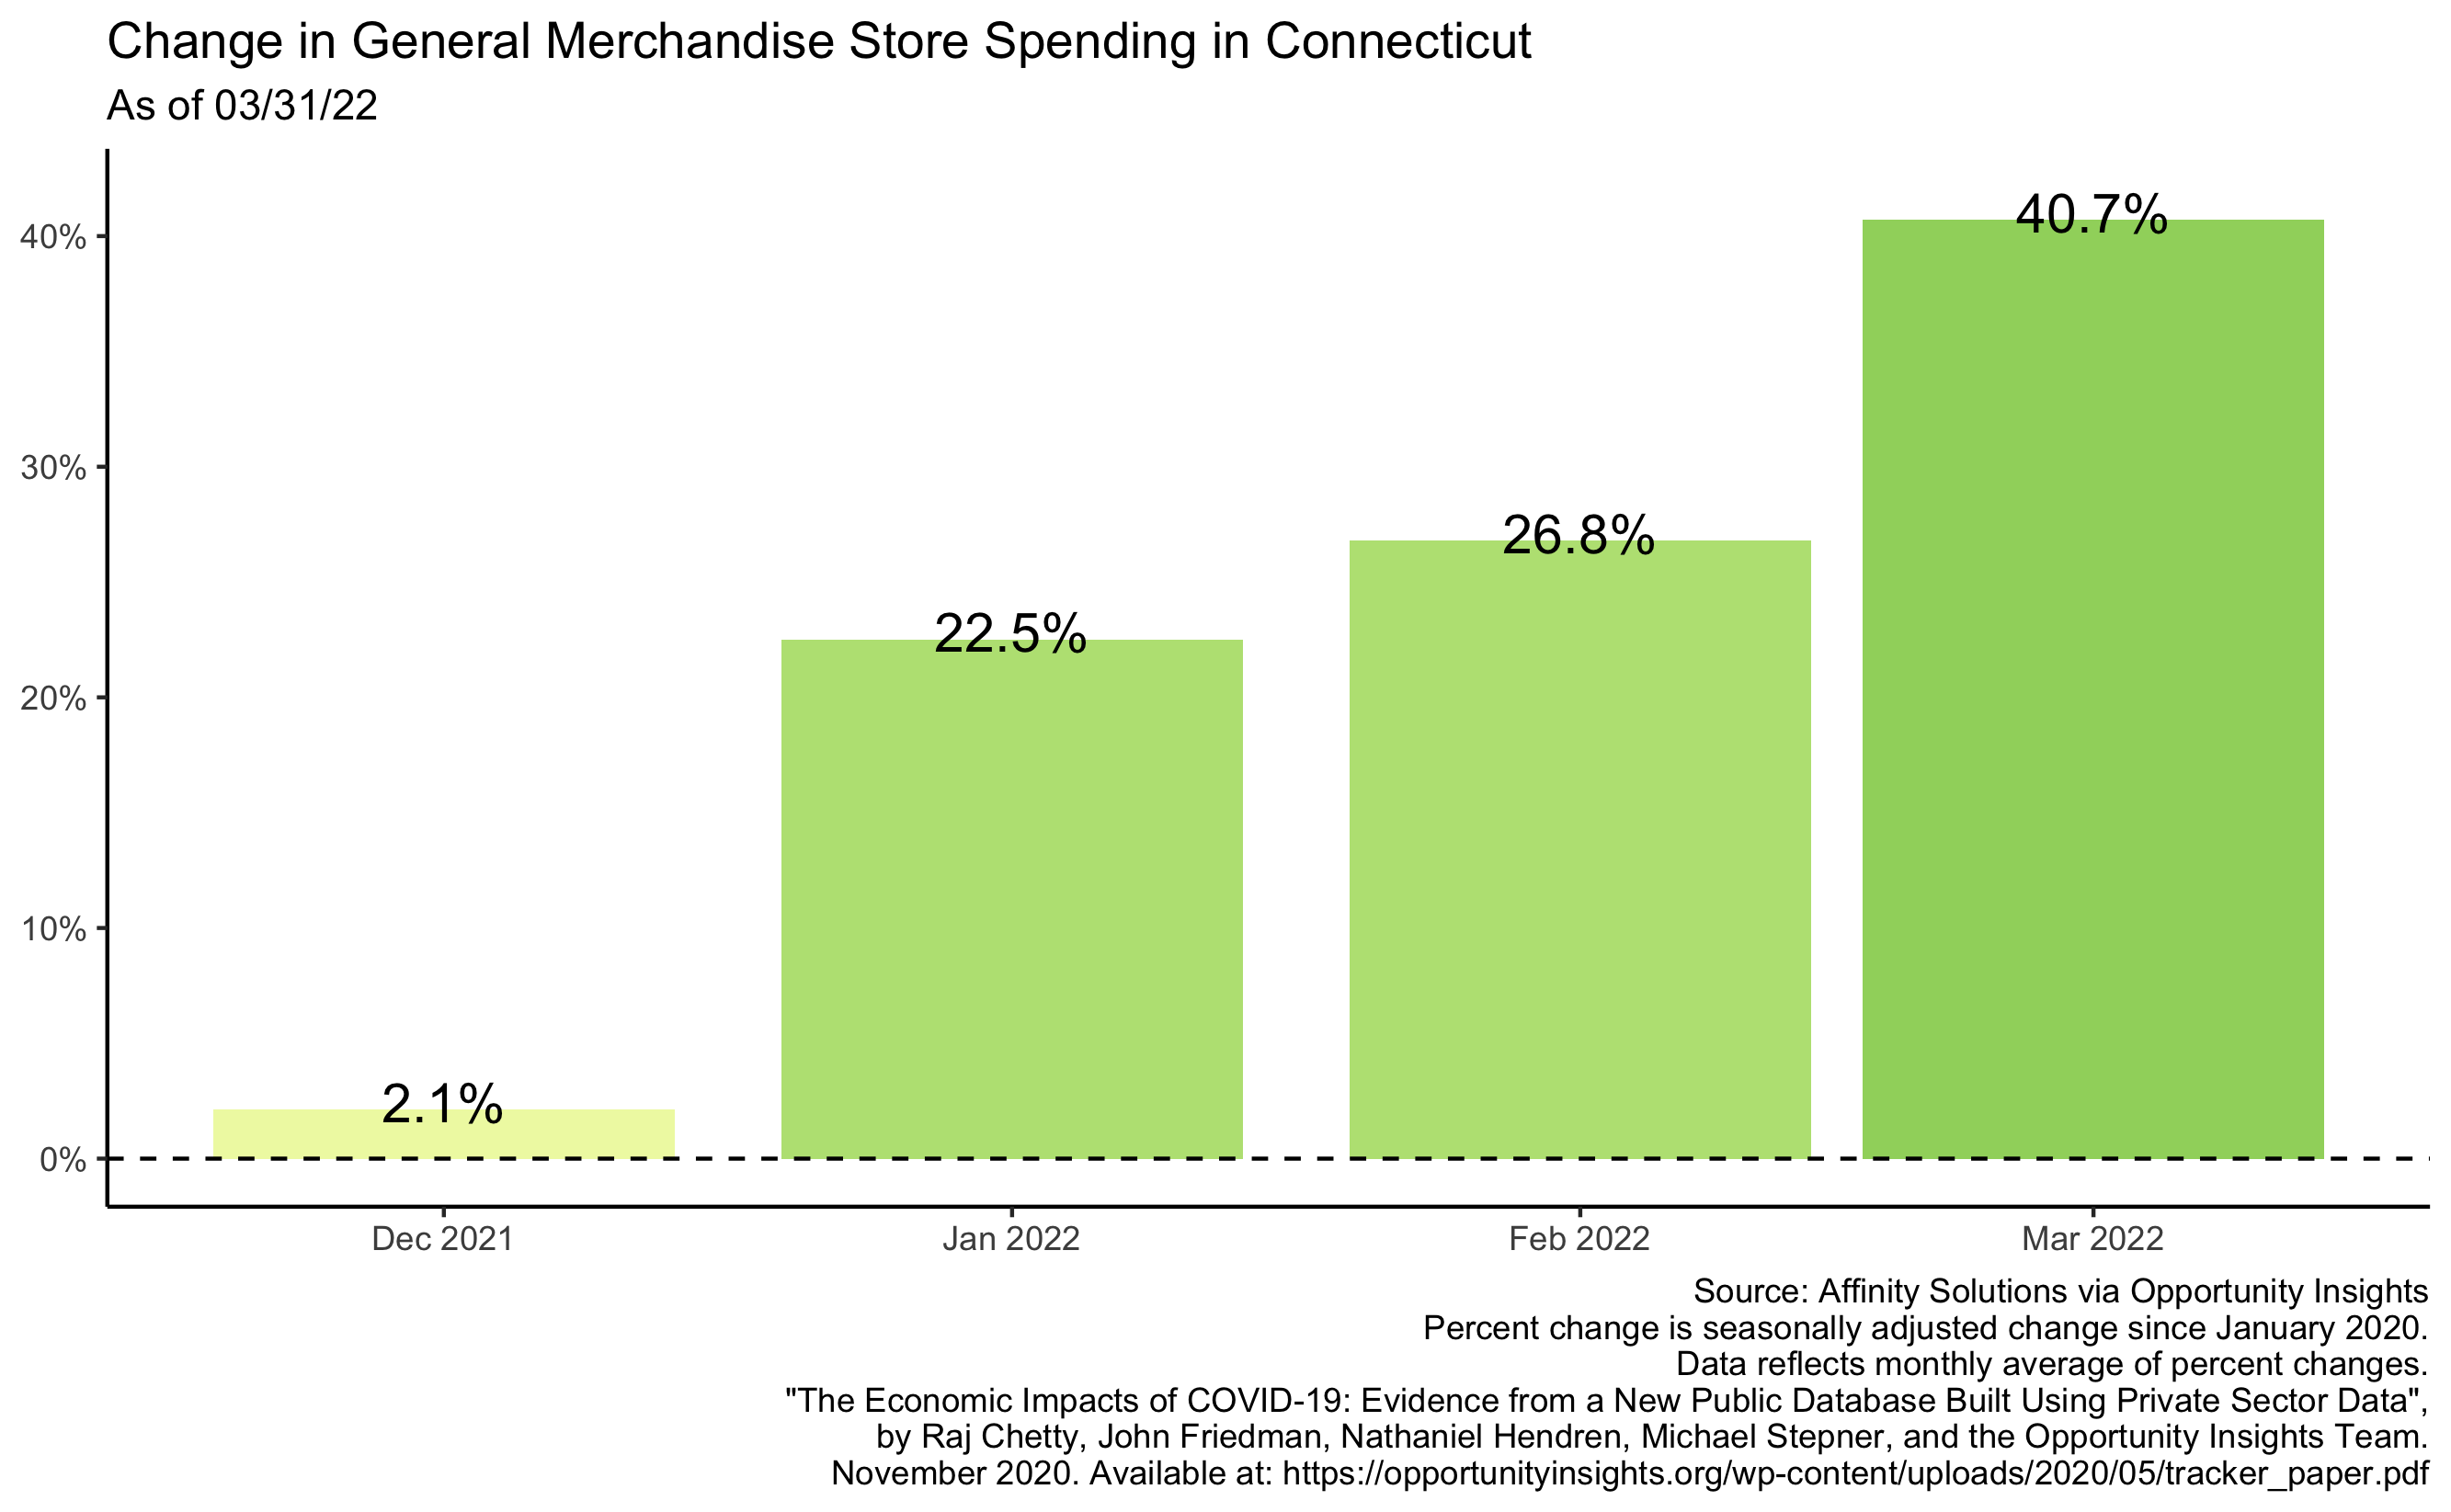 Change in General Merchandise Store Spending in Connecticut
As of 03/31/22
40%
30%
20%
10%
0%
2.1%
22.5%
26.8%
40.7%
Dec 2021
Jan 2022
Feb 2022
Mar 2022
Source: Affinity Solutions via Opportunity Insights
Percent change is seasonally adjusted change since January 2020.
Data reflects monthly average of percent changes.
"The Economic Impacts of COVID-19: Evidence from a New Public Database Built Using Private Sector Data",
by Raj Chetty, John Friedman, Nathaniel Hendren, Michael Stepner, and the Opportunity Insights Team.
November 2020. Available at: https://opportunityinsights.org/wp-content/uploads/2020/05/tracker_paper.pdf